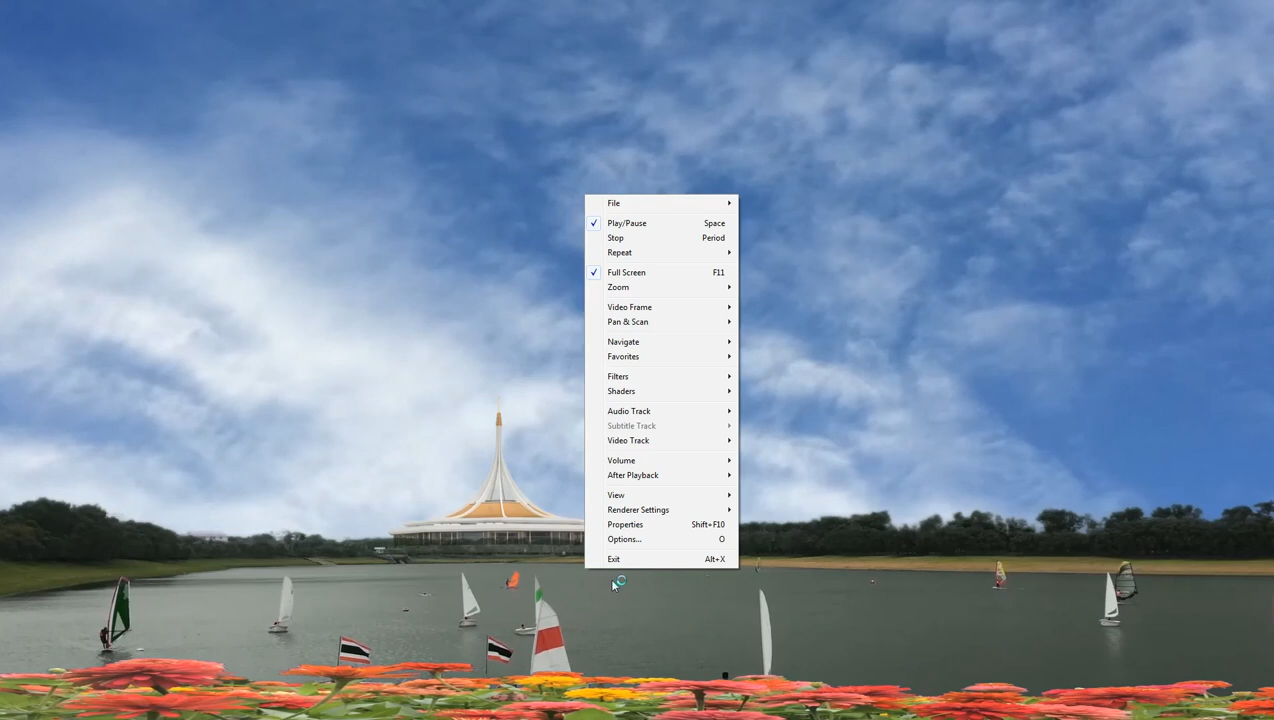 File
Play/Pause Space
Stop Period
Repeat
Full Screen F11
Zoom
Video Frame
Pan & Scan
Navigate
Favorites
Filters
Shaders
Audio Track
Subtitle Track
Video Track
Volume
After Playback
View
Renderer Settings
Properties Shift+F10
Options... O
Exit Alt+X